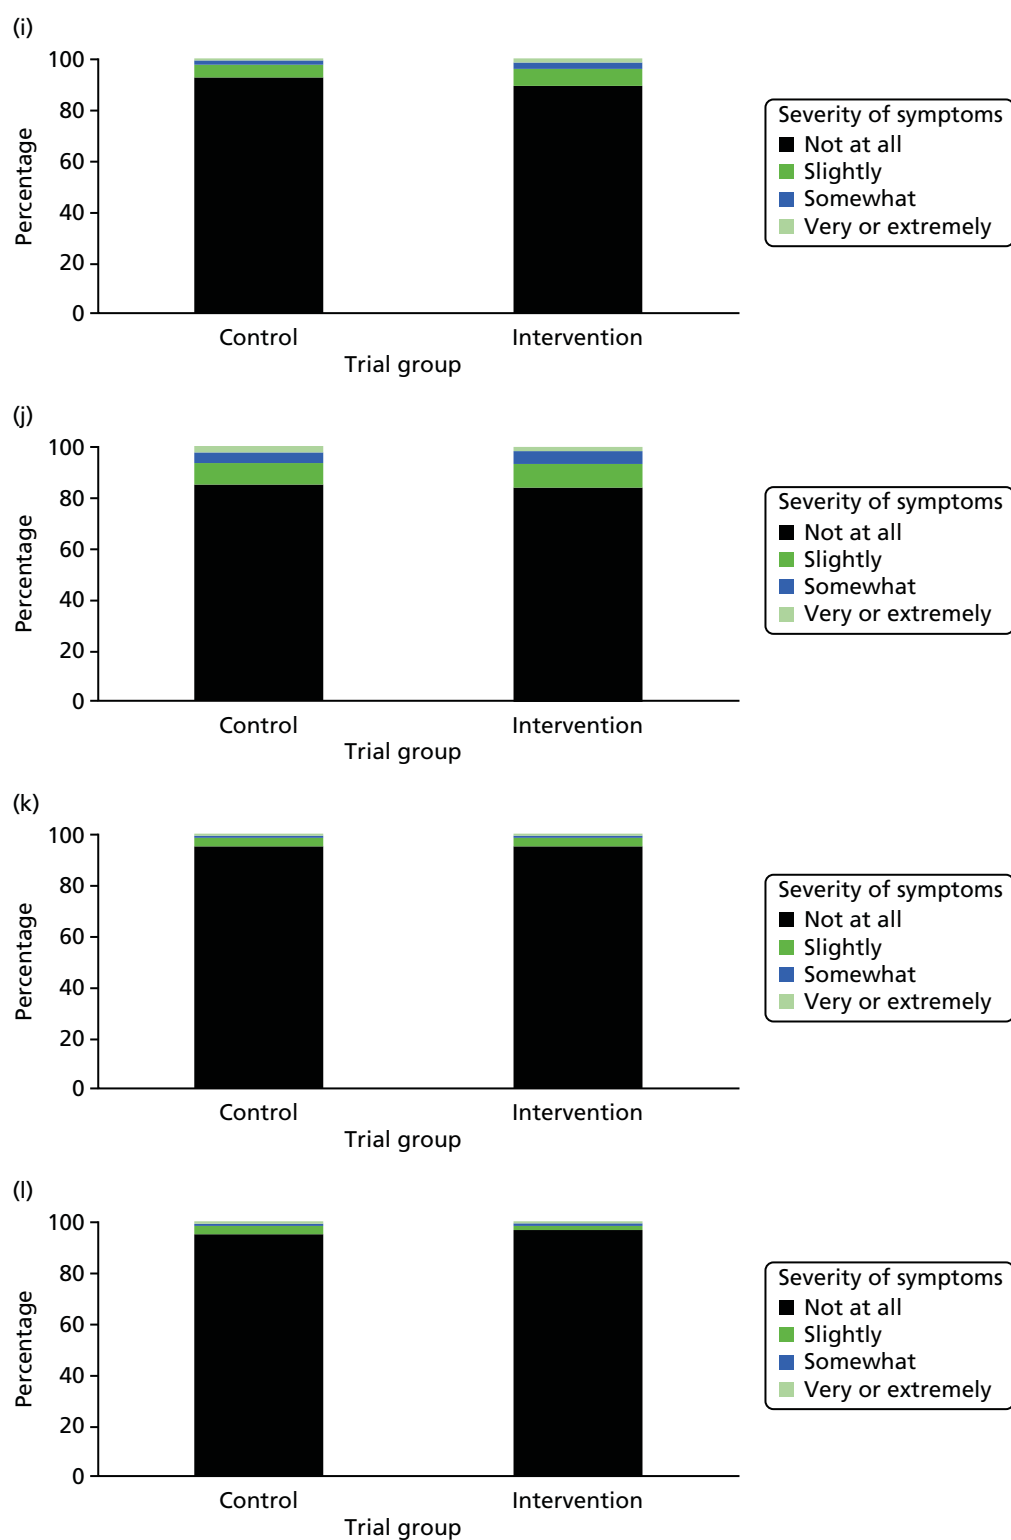 (i)
100
80
60
40
20
0
Percentage
Control
Intervention
Trial group
Severity of symptoms
Not at all
Slightly
Somewhat
Very or extremely
(j)
100
80
60
40
20
0
Percentage
Control
Intervention
Trial group
Severity of symptoms
Not at all
Slightly
Somewhat
Very or extremely
(k)
100
80
60
40
20
0
Percentage
Control
Intervention
Trial group
Severity of symptoms
Not at all
Slightly
Somewhat
Very or extremely
(l)
100
80
60
40
20
0
Percentage
Control
Intervention
Trial group
Severity of symptoms
Not at all
Slightly
Somewhat
Very or extremely